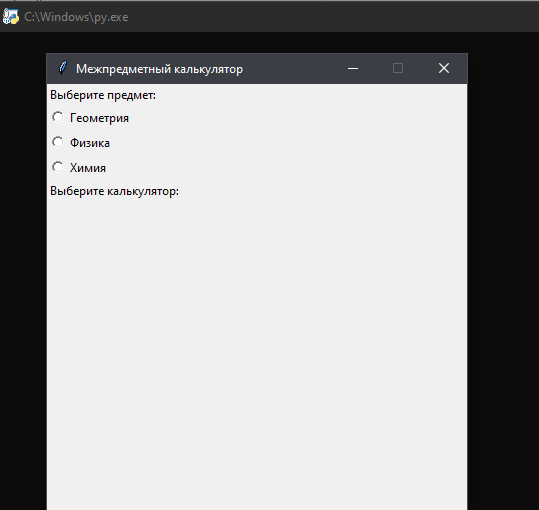 C:\Windows\py.exe
Межпредметный калькулятор
Выберите предмет:
Геометрия
Физика
Химия
Выберите калькулятор: